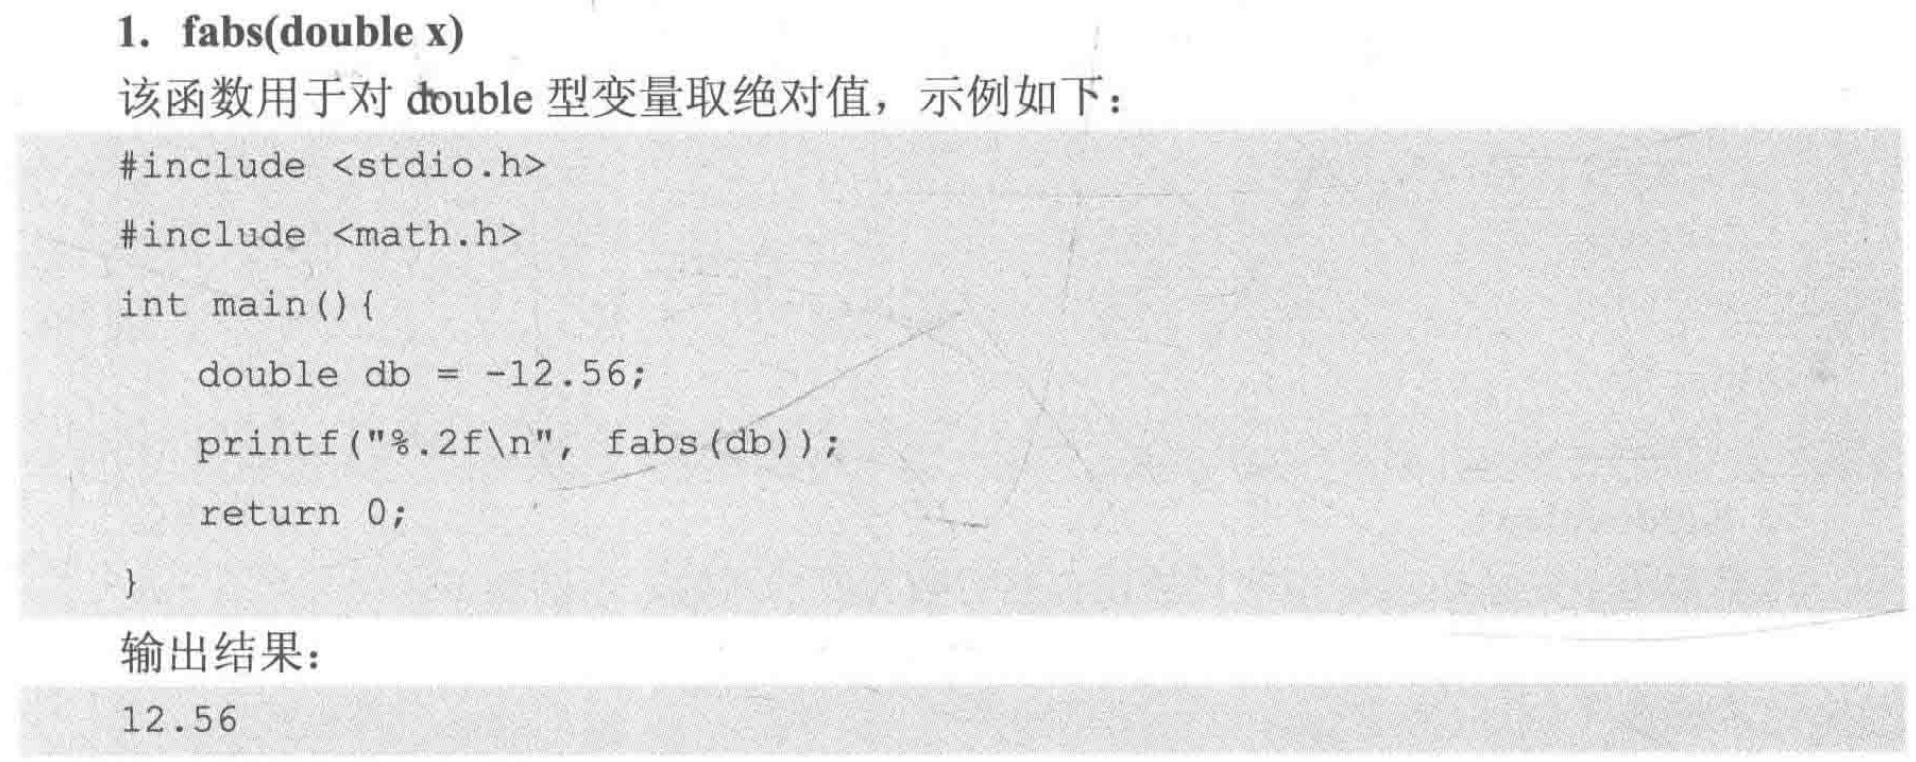 1. fabs(double x)
该函数用于对 double 型变量取绝对值，示例如下：
#include <stdio.h>
#include <math.h>
int main(){
    double db = -12.56;
    printf("%.2f\n", fabs(db));
    return 0;
}
输出结果：
12.56